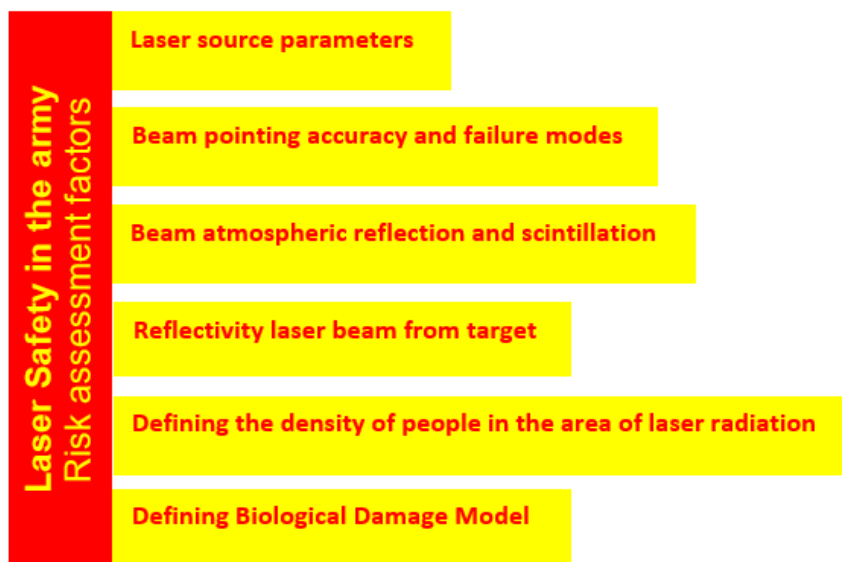 Laser Safety in the army
Risk assessment factors
Laser source parameters
Beam pointing accuracy and failure modes
Beam atmospheric reflection and scintillation
Reflectivity laser beam from target
Defining the density of people in the area of laser radiation
Defining Biological Damage Model